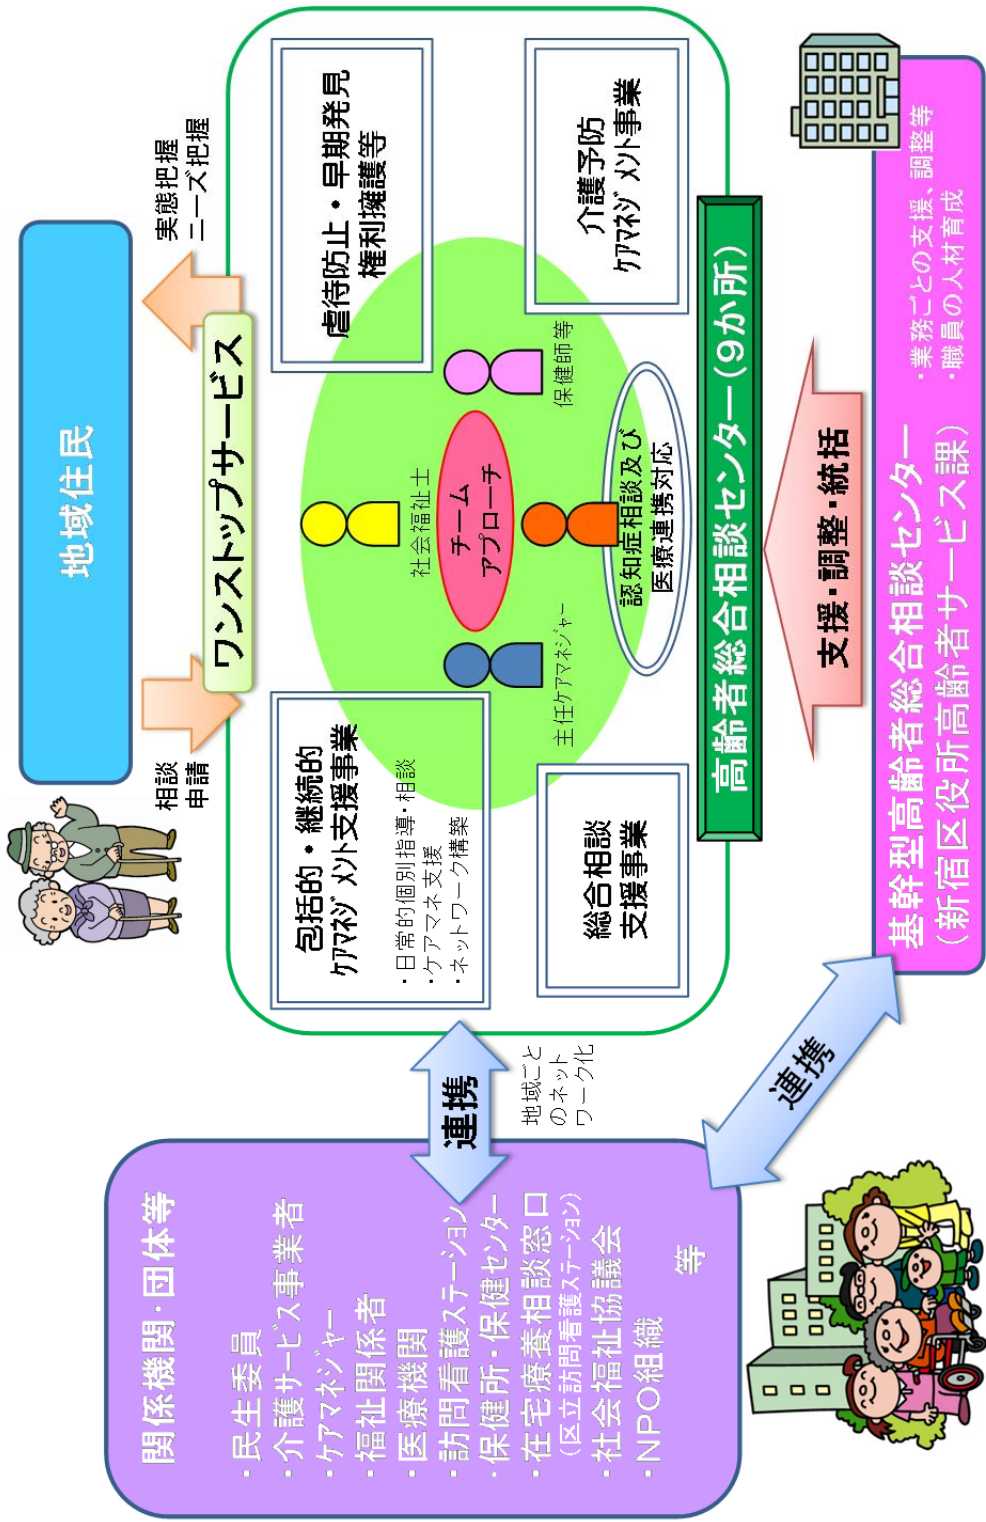 地域住民
相談
申請
実態把握
ニーズ把握
ワンストップサービス
包括的・継続的
ｹｱﾏﾈｼﾞﾒﾝﾄ支援事業
・日常的個別指導・相談
・ケアマネ支援
・ネットワーク構築
虐待防止・早期発見
権利擁護等
社会福祉士
チーム
アプローチ
主任ケアマネジャー
保健師等
認知症相談及び
医療連携対応
総合相談
支援事業
介護予防
ｹｱﾏﾈｼﾞﾒﾝﾄ事業
高齢者総合相談センター（９か所）
支援・調整・統括
基幹型高齢者総合相談センター
（新宿区役所高齢者サービス課）
・業務ごとの支援、調整等
・職員の人材育成
関係機関・団体等
・民生委員
・介護サービス事業者
・ｹｱﾏﾈｼﾞｬｰ
・福祉関係者
・医療機関
・訪問看護ステーション
・保健所・保健センター
・在宅療養相談窓口
（区立訪問看護ステーション）
・社会福祉協議会
・NPO組織
等
連携
地域ごと
のネット
ワーク化
連携